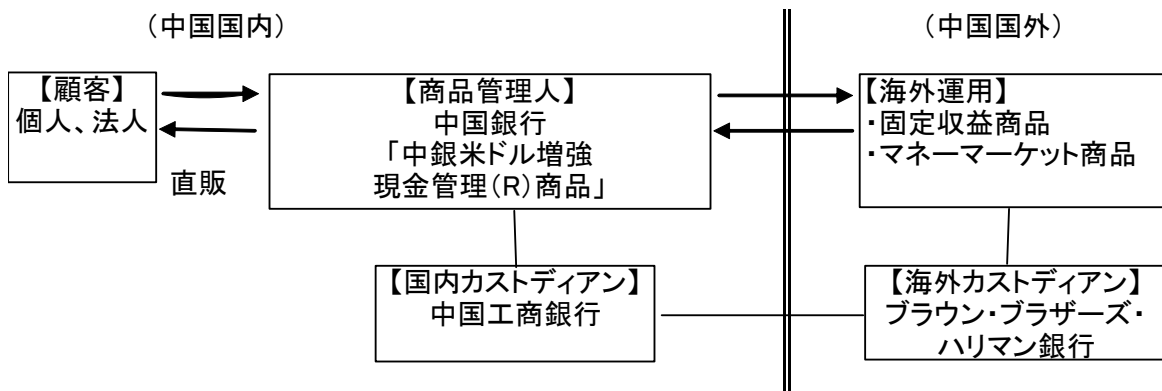 (中国国内)
(中国国外)
【顧客】
個人、法人
直販
【商品管理人】
中国銀行
「中銀米ドル増強
現金管理(R)商品」
【海外運用】
・固定収益商品
・マネーマーケット商品
【国内カストディアン】
中国工商銀行
【海外カストディアン】
ブラウン・ブラザーズ・
ハリマン銀行